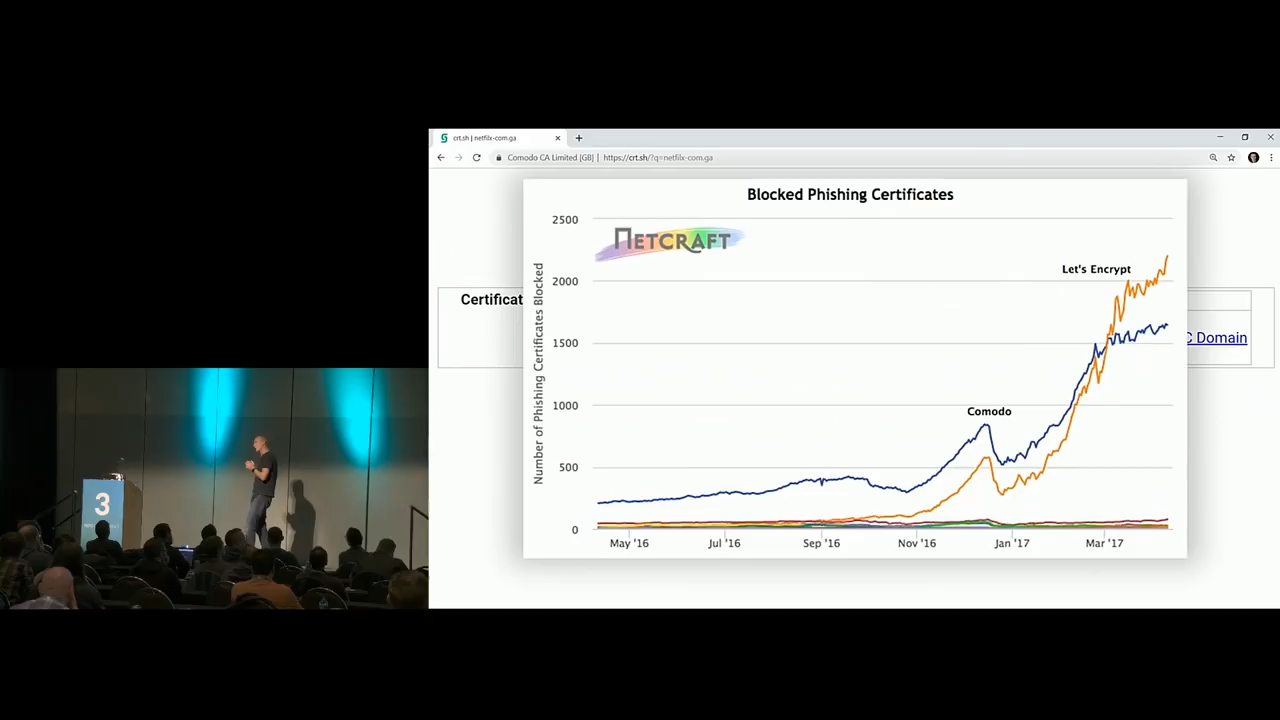 crt.sh | netfilx-com.ga
Comodo CA Limited [GB] | https://crt.sh/?q=netfilx-com.ga
Blocked Phishing Certificates
NETCRAFT
Number of Phishing Certificates Blocked
2500
2000
1500
1000
500
0
Let's Encrypt
Comodo
May '16
Jul '16
Sep '16
Nov '16
Jan '17
Mar '17
Certificat
C Domain
3